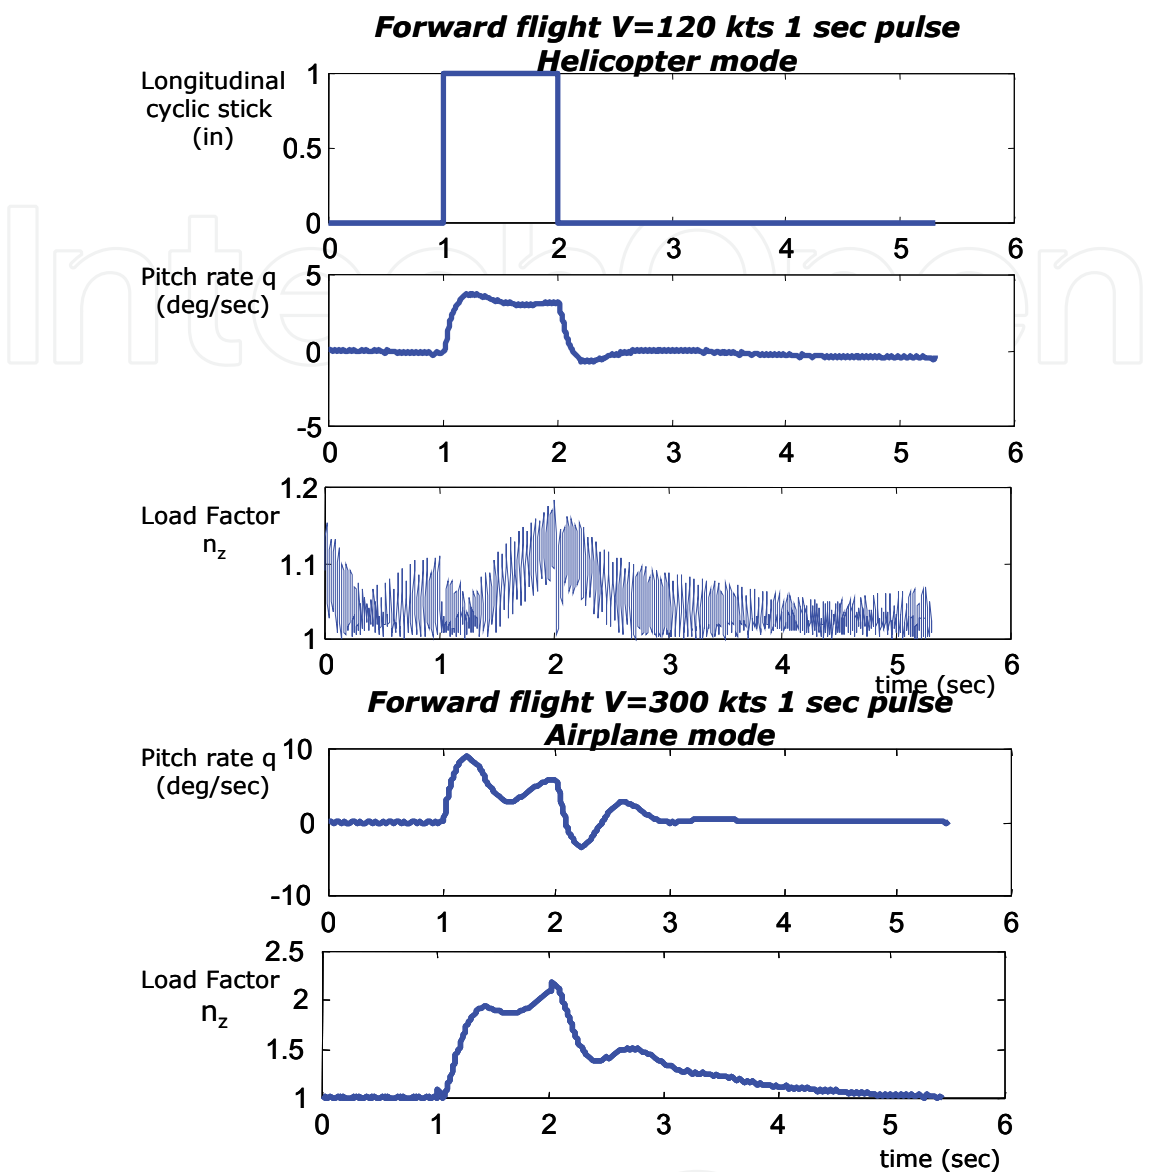 Forward flight V=120 kts 1 sec pulse
Helicopter mode
Longitudinal
cyclic stick
(in)
1
0.5
0
0 1 2 3 4 5 6
Pitch rate q
(deg/sec)
5
0
-5
0 1 2 3 4 5 6
Load Factor
nz
1.2
1.1
1
0 1 2 3 4 5 6
time (sec)
Forward flight V=300 kts 1 sec pulse
Airplane mode
Pitch rate q
(deg/sec)
10
0
-10
0 1 2 3 4 5 6
Load Factor
nz
2.5
2
1.5
1
0 1 2 3 4 5 6
time (sec)
IntechOpen